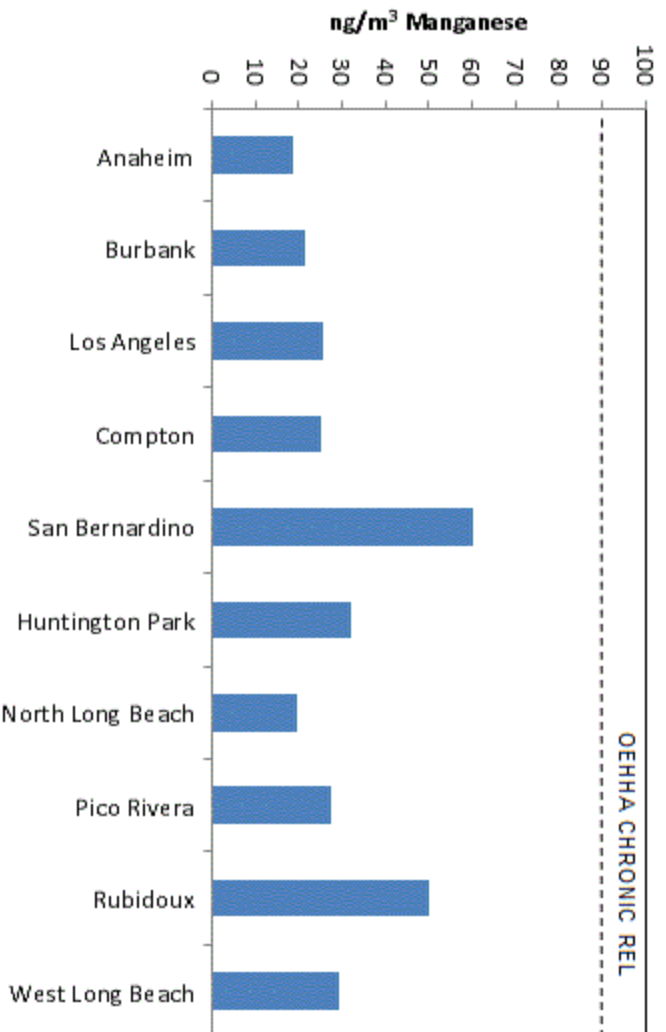 ng/m³ Manganese
0 10 20 30 40 50 60 70 80 90 100
Anaheim
Burbank
Los Angeles
Compton
San Bernardino
Huntington Park
North Long Beach
Pico Rivera
Rubidoux
West Long Beach
OEHHA CHRONIC REL